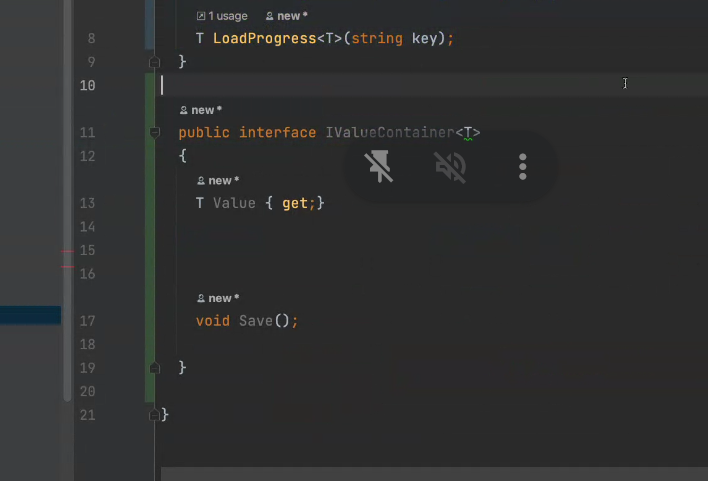 1 usage new *
8 T LoadProgress<T>(string key);
9 }
10
new *
11 public interface IValueContainer<T>
12 {
new *
13 T Value { get;}
14
15
16
new *
17 void Save();
18
19 }
20
21 }